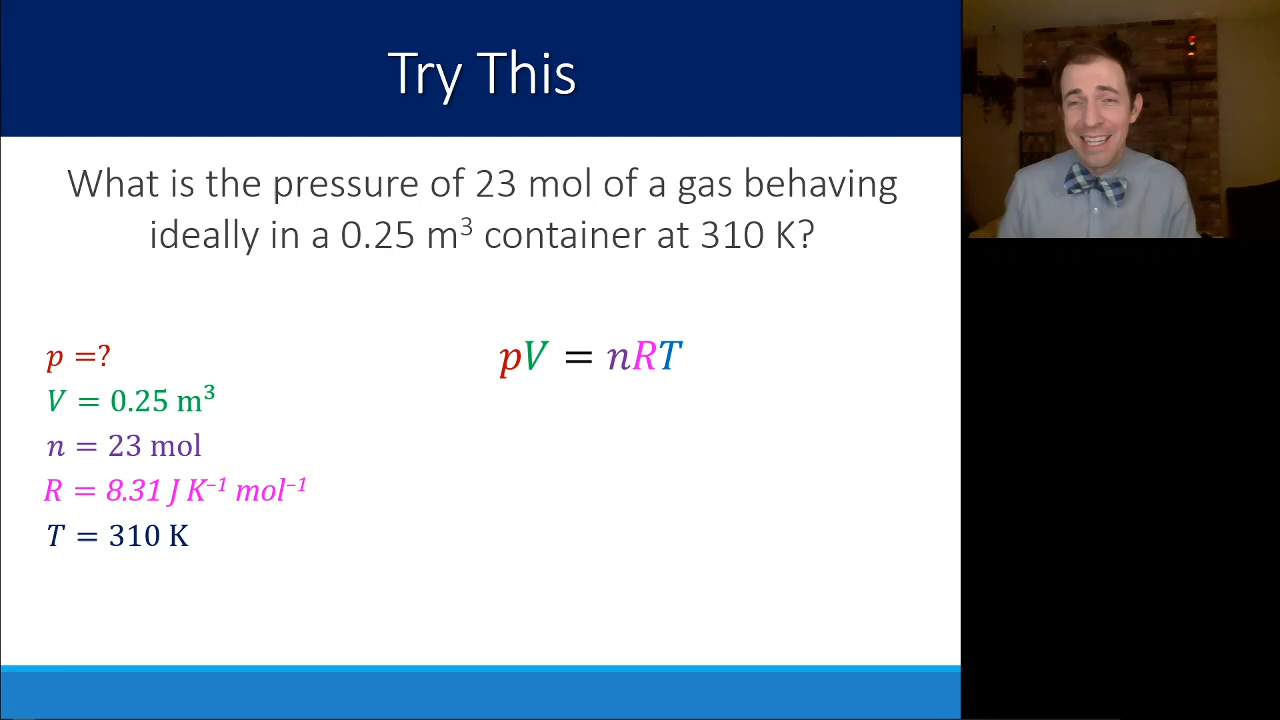 Try This
What is the pressure of 23 mol of a gas behaving
ideally in a 0.25 m³ container at 310 K?
p =?
V = 0.25 m³
n = 23 mol
R = 8.31 J K⁻¹ mol⁻¹
T = 310 K
pV = nRT